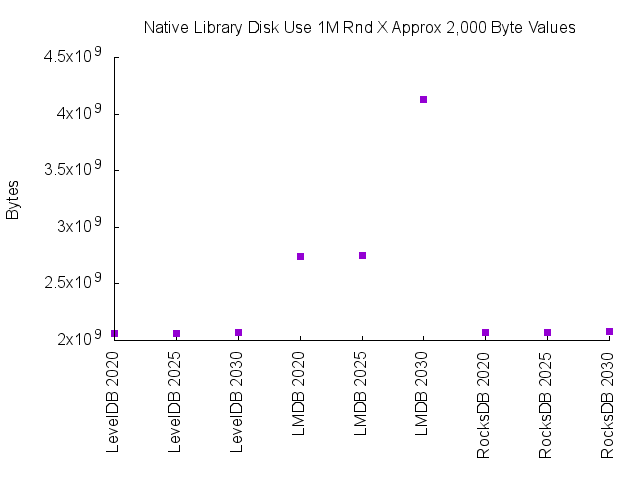 Native Library Disk Use 1M Rnd X Approx 2,000 Byte Values
4.5x10^9
4x10^9
3.5x10^9
3x10^9
2.5x10^9
2x10^9
Bytes
LevelDB 2020
LevelDB 2025
LevelDB 2030
LMDB 2020
LMDB 2025
LMDB 2030
RocksDB 2020
RocksDB 2025
RocksDB 2030